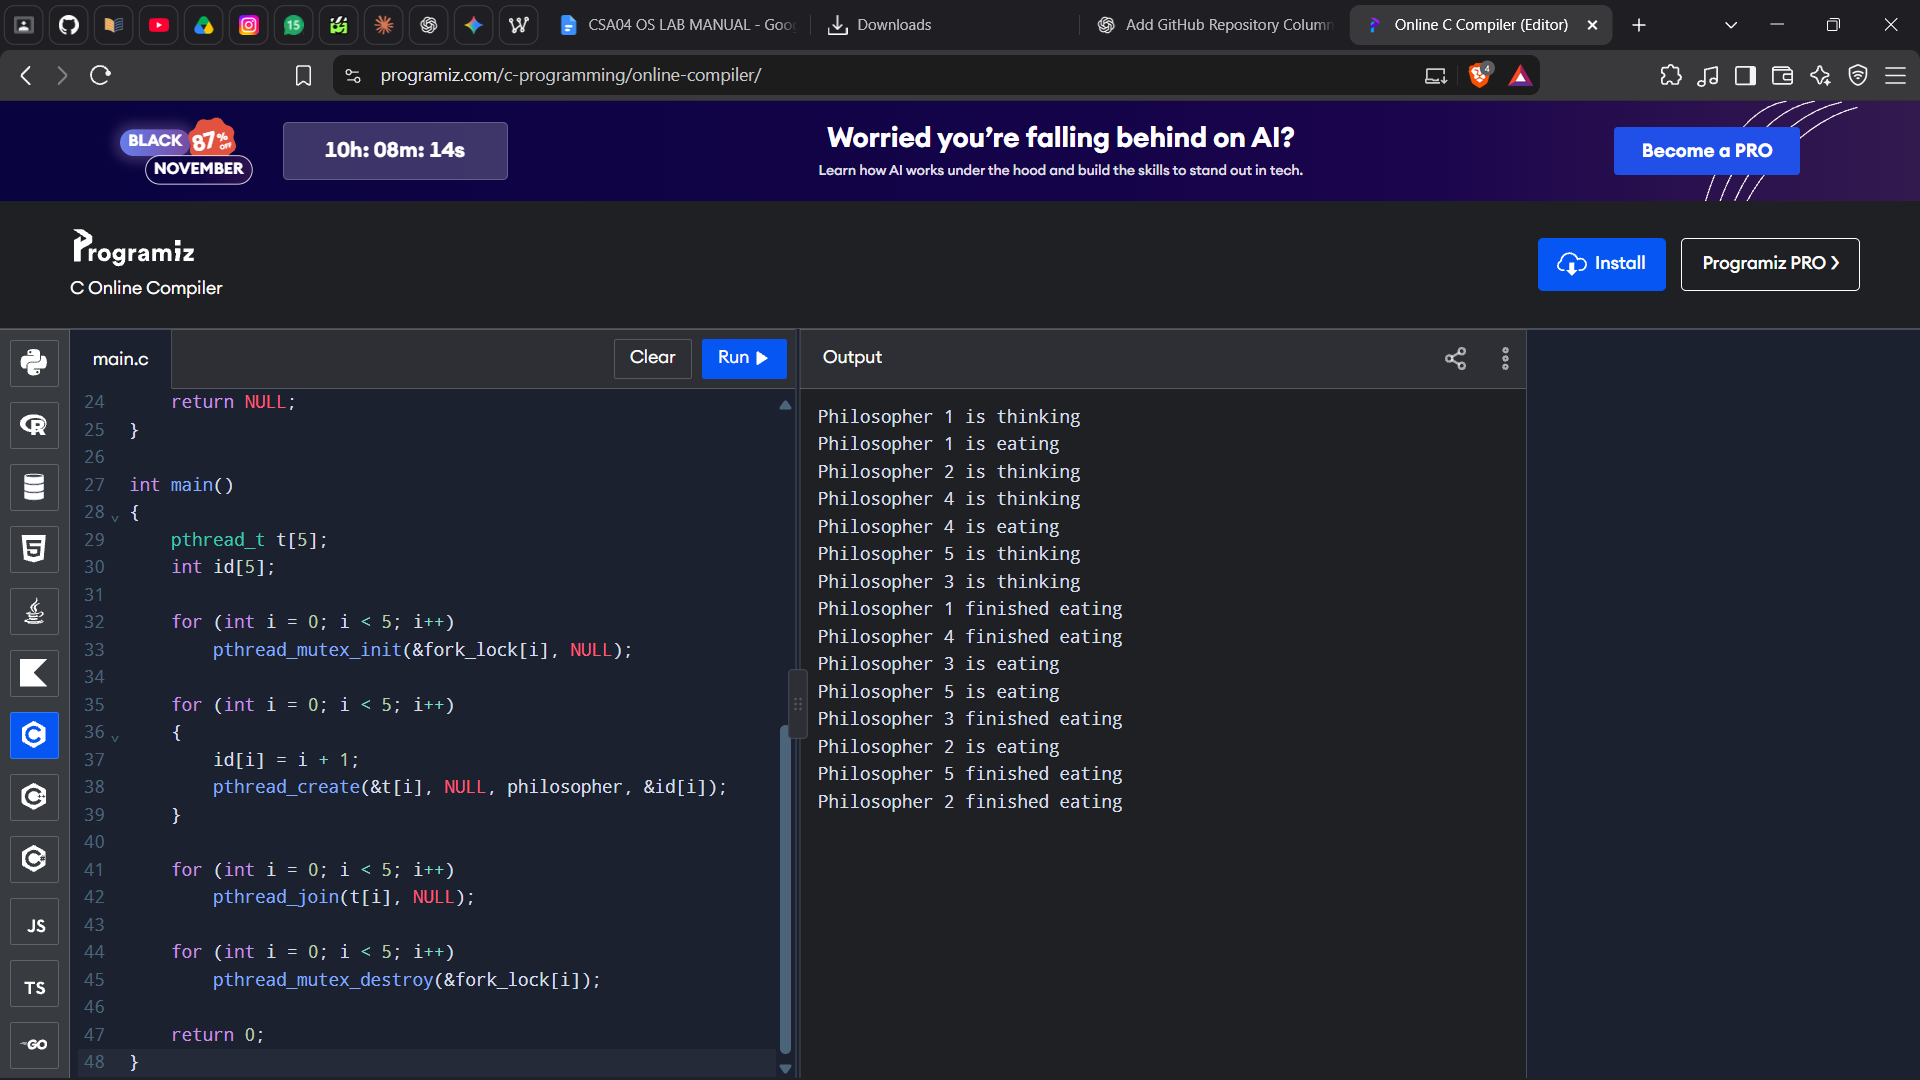 15
CSA04 OS LAB MANUAL - Goo
Downloads
Add GitHub Repository Column
Online C Compiler (Editor)
programiz.com/c-programming/online-compiler/
4
BLACK
87% OFF
NOVEMBER
10h: 08m: 14s
Worried you’re falling behind on AI?
Learn how AI works under the hood and build the skills to stand out in tech.
Become a PRO
Programiz
C Online Compiler
Install
Programiz PRO
main.c
Clear
Run
Output
24 return NULL;
25 }
26
27 int main()
28 {
29 pthread_t t[5];
30 int id[5];
31
32 for (int i = 0; i < 5; i++)
33 pthread_mutex_init(&fork_lock[i], NULL);
34
35 for (int i = 0; i < 5; i++)
36 {
37 id[i] = i + 1;
38 pthread_create(&t[i], NULL, philosopher, &id[i]);
39 }
40
41 for (int i = 0; i < 5; i++)
42 pthread_join(t[i], NULL);
43
44 for (int i = 0; i < 5; i++)
45 pthread_mutex_destroy(&fork_lock[i]);
46
47 return 0;
48 }
Philosopher 1 is thinking
Philosopher 1 is eating
Philosopher 2 is thinking
Philosopher 4 is thinking
Philosopher 4 is eating
Philosopher 5 is thinking
Philosopher 3 is thinking
Philosopher 1 finished eating
Philosopher 4 finished eating
Philosopher 3 is eating
Philosopher 5 is eating
Philosopher 3 finished eating
Philosopher 2 is eating
Philosopher 5 finished eating
Philosopher 2 finished eating
JS
TS
GO